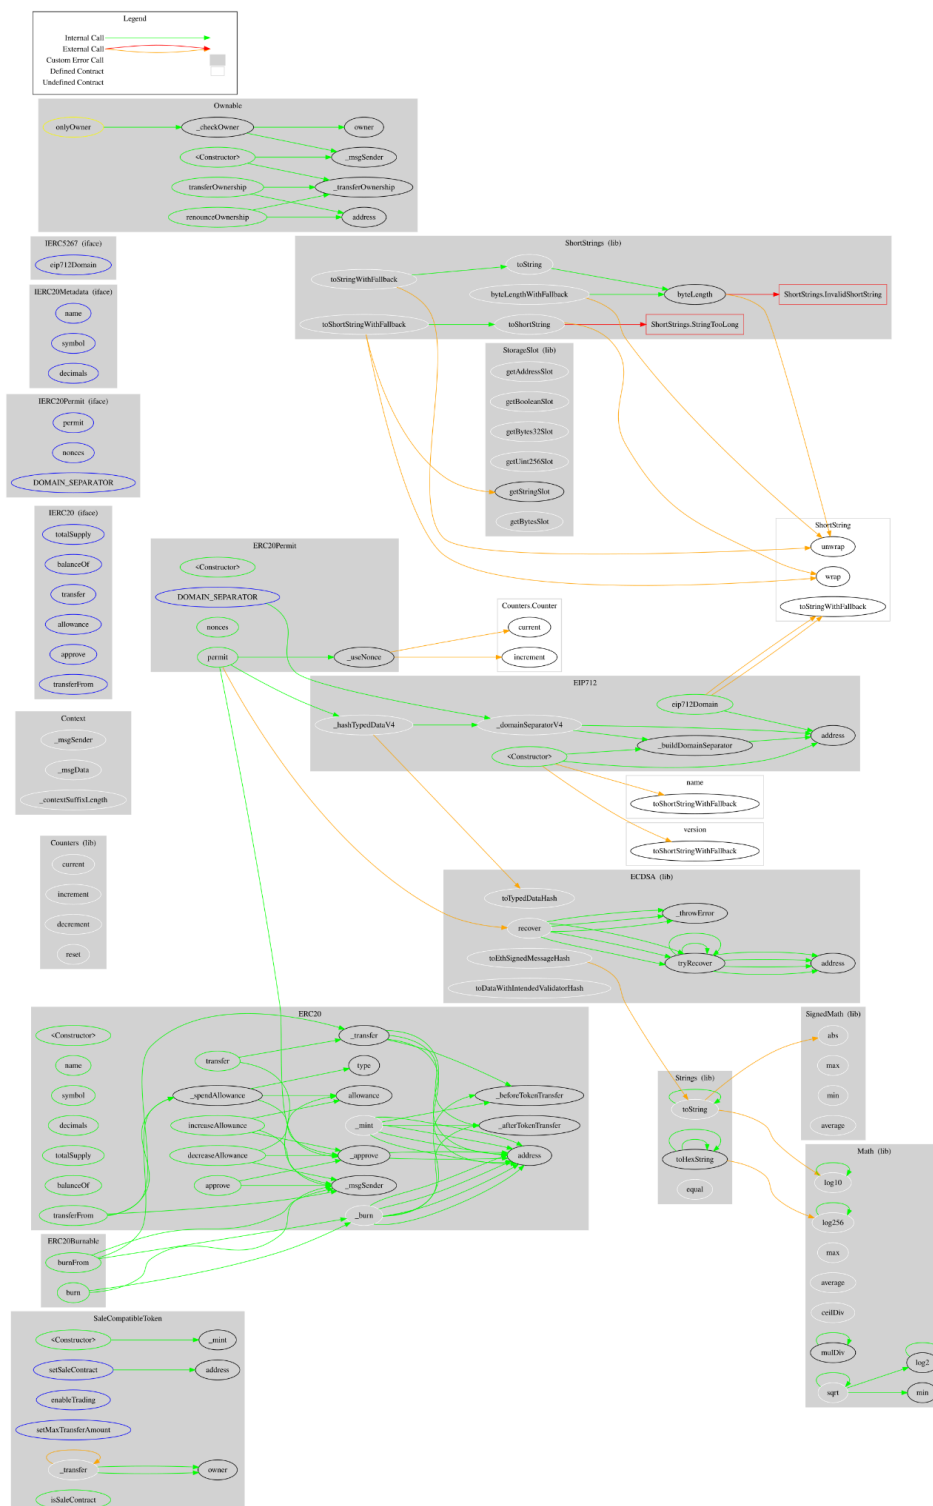 Legend
Internal Call
External Call
Custom Error Call
Defined Contract
Undefined Contract
Ownable
onlyOwner
_checkOwner
owner
<Constructor>
_msgSender
transferOwnership
_transferOwnership
renounceOwnership
address
IERC5267 (iface)
eip712Domain
IERC20Metadata (iface)
name
symbol
decimals
IERC20Permit (iface)
permit
nonces
DOMAIN_SEPARATOR
IERC20 (iface)
totalSupply
balanceOf
transfer
allowance
approve
transferFrom
Context
_msgSender
_msgData
_contextSuffixLength
Counters (lib)
current
increment
decrement
reset
ShortStrings (lib)
toStringWithFallback
toString
byteLengthWithFallback
byteLength
ShortStrings.InvalidShortString
toShortStringWithFallback
toShortString
ShortStrings.StringTooLong
StorageSlot (lib)
getAddressSlot
getBooleanSlot
getBytes32Slot
getUint256Slot
getStringSlot
getBytesSlot
ShortString
unwrap
wrap
toStringWithFallback
ERC20Permit
<Constructor>
DOMAIN_SEPARATOR
nonces
permit
_useNonce
Counters.Counter
current
increment
EIP712
eip712Domain
_hashTypedDataV4
_domainSeparatorV4
_buildDomainSeparator
address
<Constructor>
name
toShortStringWithFallback
version
toShortStringWithFallback
ECDSA (lib)
toTypedDataHash
recover
_throwError
toEthSignedMessageHash
tryRecover
address
toDataWithIntendedValidatorHash
ERC20
<Constructor>
name
symbol
decimals
totalSupply
balanceOf
transferFrom
transfer
_spendAllowance
increaseAllowance
decreaseAllowance
approve
_transfer
type
allowance
_mint
_approve
_msgSender
_burn
_beforeTokenTransfer
_afterTokenTransfer
address
ERC20Burnable
burnFrom
burn
SignedMath (lib)
abs
max
min
average
Strings (lib)
toString
toHexString
equal
Math (lib)
log10
log256
max
average
ceilDiv
mulDiv
sqrt
log2
min
SaleCompatibleToken
<Constructor>
_mint
setSaleContract
address
enableTrading
setMaxTransferAmount
_transfer
owner
isSaleContract